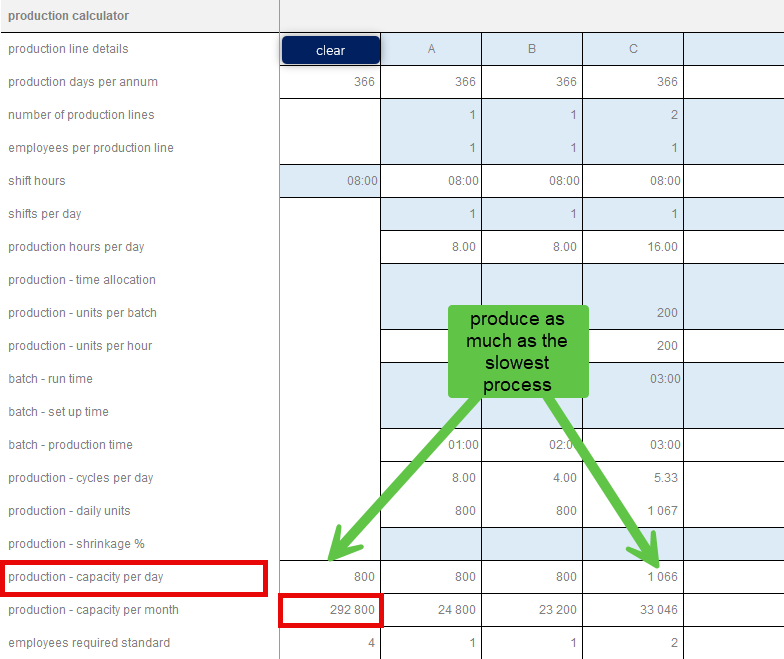 production calculator
production line details clear A B C
production days per annum 366 366 366 366
number of production lines 1 1 2
employees per production line 1 1 1
shift hours 08:00 08:00 08:00 08:00
shifts per day 1 1 1
production hours per day 8.00 8.00 16.00
production - time allocation
production - units per batch 200
produce as
much as the
slowest
process
production - units per hour 200
batch - run time 03:00
batch - set up time
batch - production time 01:00 03:00
production - cycles per day 8.00 4.00 5.33
production - daily units 800 800 1 067
production - shrinkage %
production - capacity per day 800 800 800 1 066
production - capacity per month 292 800 24 800 23 200 33 046
employees required standard 4 1 1 2